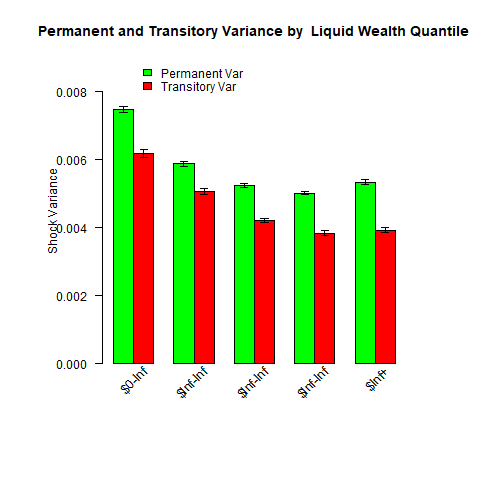 Permanent and Transitory Variance by  Liquid Wealth Quantile
Permanent Var
Transitory Var
Shock Variance
0.008
0.006
0.004
0.002
0.000
$0-Inf
$Inf-Inf
$Inf-Inf
$Inf-Inf
$Inf+